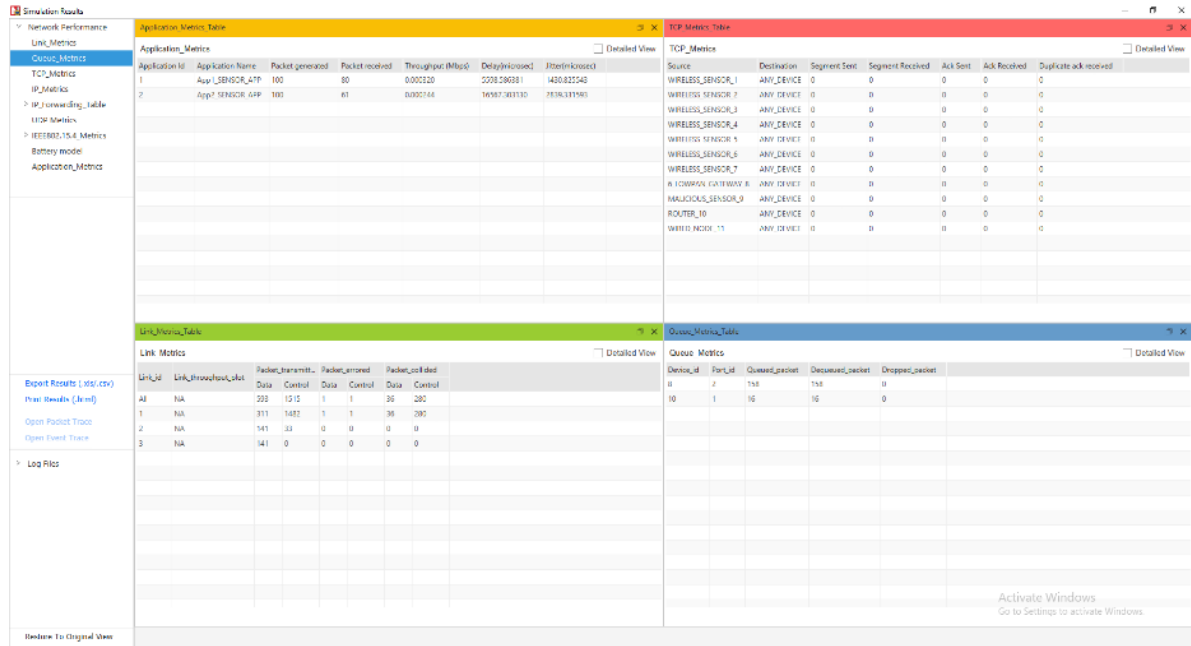 Simulation Results
Network Performance
Link_Metrics
Queue_Metrics
TCP_Metrics
IP_Metrics
IP_Forwarding_Table
UDP Metrics
IEEE802.15.4_Metrics
Battery model
Application_Metrics
Export Results (.xls/.csv)
Print Results (.html)
Open Packet Trace
Open Event Trace
Log Files
Restore To Original View
Application_Metrics_Table
Application_Metrics
Detailed View
Application Id Application Name Packet generated Packet received Throughput (Mbps) Delay(microsec) Jitter(microsec)
1 App1_SENSOR_APP 100 80 0.000320
2 App2_SENSOR_APP 100 61 0.000244
TCP_Metrics_Table
TCP_Metrics
Detailed View
Source Destination Segment Sent Segment Received Ack Sent Ack Received Duplicate ack received
WIRELESS_SENSOR_1 ANY_DEVICE 0 0 0 0 0
WIRELESS_SENSOR_2 ANY_DEVICE 0 0 0 0 0
WIRELESS_SENSOR_3 ANY_DEVICE 0 0 0 0 0
WIRELESS_SENSOR_4 ANY_DEVICE 0 0 0 0 0
WIRELESS_SENSOR_5 ANY_DEVICE 0 0 0 0 0
WIRELESS_SENSOR_6 ANY_DEVICE 0 0 0 0 0
WIRELESS_SENSOR_7 ANY_DEVICE 0 0 0 0 0
6_LOWPAN_GATEWAY_8 ANY_DEVICE 0 0 0 0 0
MALICIOUS_SENSOR_9 ANY_DEVICE 0 0 0 0 0
ROUTER_10 ANY_DEVICE 0 0 0 0 0
WIRED_NODE_11 ANY_DEVICE 0 0 0 0 0
Link_Metrics_Table
Link_Metrics
Detailed View
Link_id Link_throughput_plot Packet_transmitt... Packet_errored Packet_collided
Data Control Data Control Data Control
All NA 1515 1 1 36 280
1 NA 311 1482 1 1 36 280
2 NA 141 33 0 0 0 0
3 NA 141 0 0 0 0 0
Queue_Metrics_Table
Queue_Metrics
Detailed View
Device_id Port_id Queued_packet Dequeued_packet Dropped_packet
8 2 158 158 0
10 1 16 16 0
Activate Windows
Go to Settings to activate Windows.